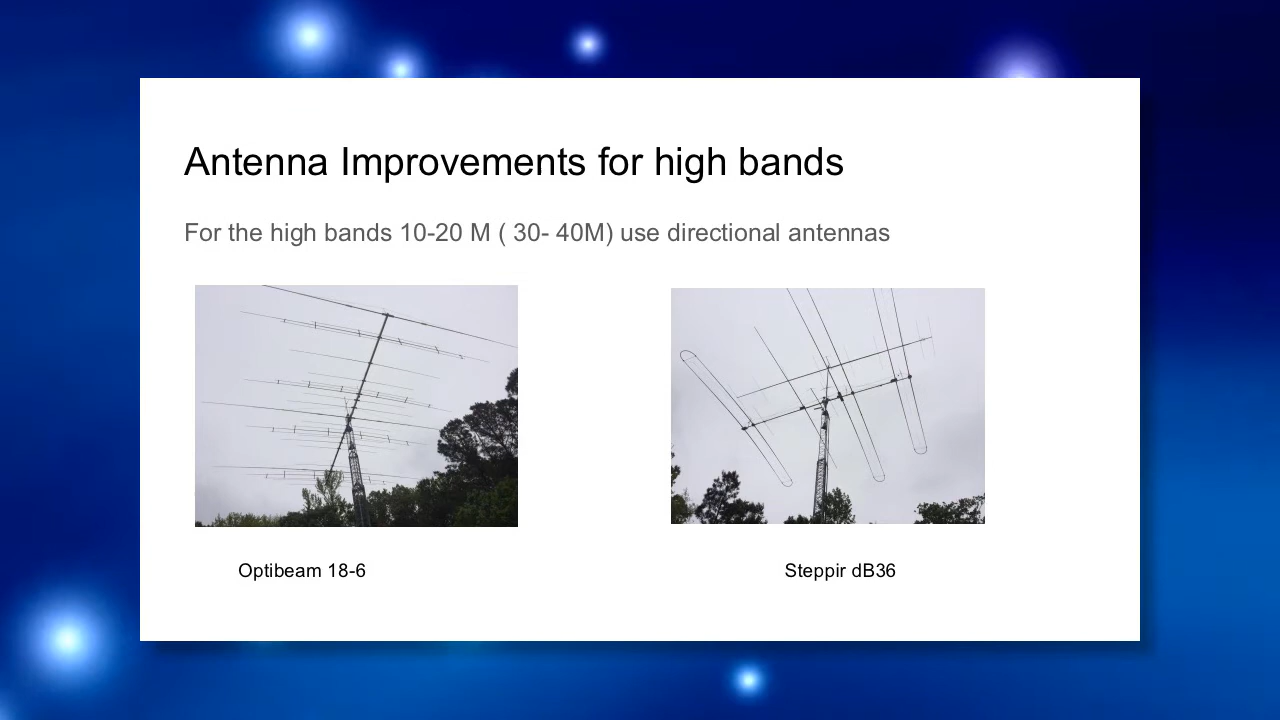 Antenna Improvements for high bands
For the high bands 10-20 M ( 30- 40M) use directional antennas
Optibeam 18-6
Steppir dB36